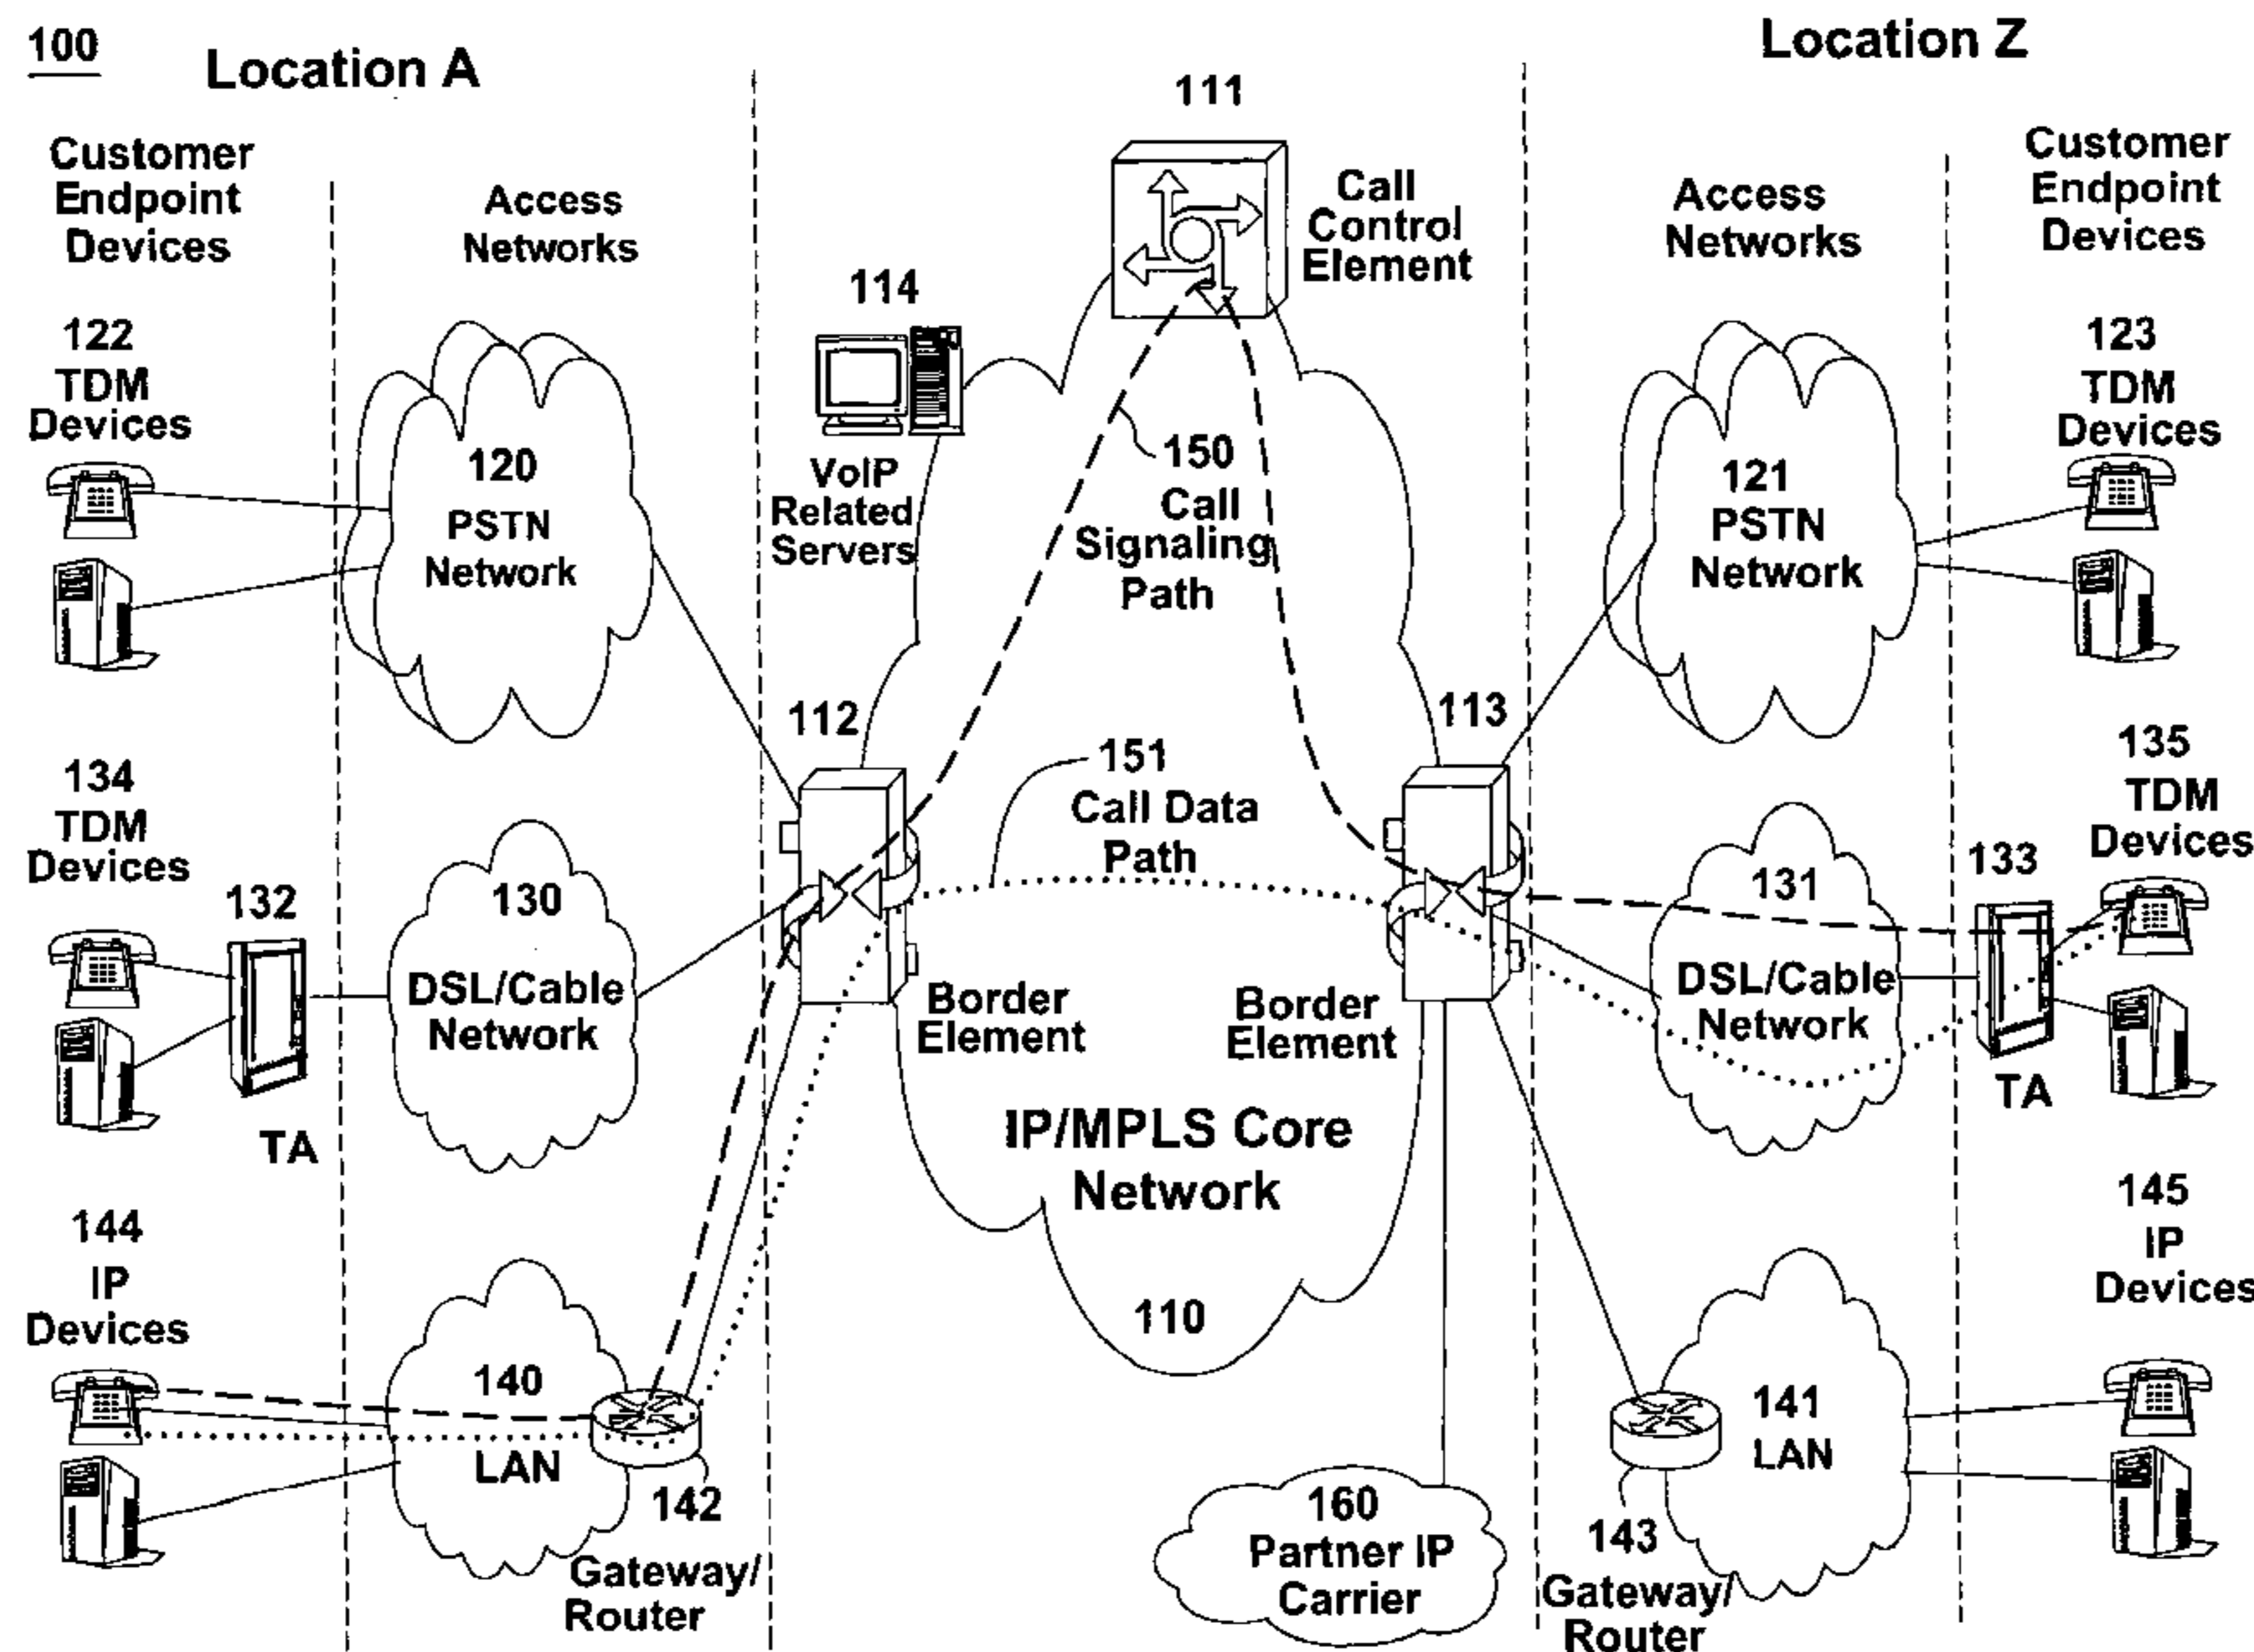 100
Location A
Location Z
Customer
Endpoint
Devices
Access
Networks
111
Call
Control
Element
Access
Networks
Customer
Endpoint
Devices
114
VoIP
Related
Servers
122
TDM
Devices
120
PSTN
Network
150
Call
Signaling
Path
121
PSTN
Network
123
TDM
Devices
112
151
Call Data
Path
113
134
TDM
Devices
132
TA
130
DSL/Cable
Network
Border
Element
Border
Element
131
DSL/Cable
Network
133
TA
135
TDM
Devices
IP/MPLS Core
Network
110
144
IP
Devices
140
LAN
142
Gateway/
Router
160
Partner IP
Carrier
143
Gateway/
Router
141
LAN
145
IP
Devices